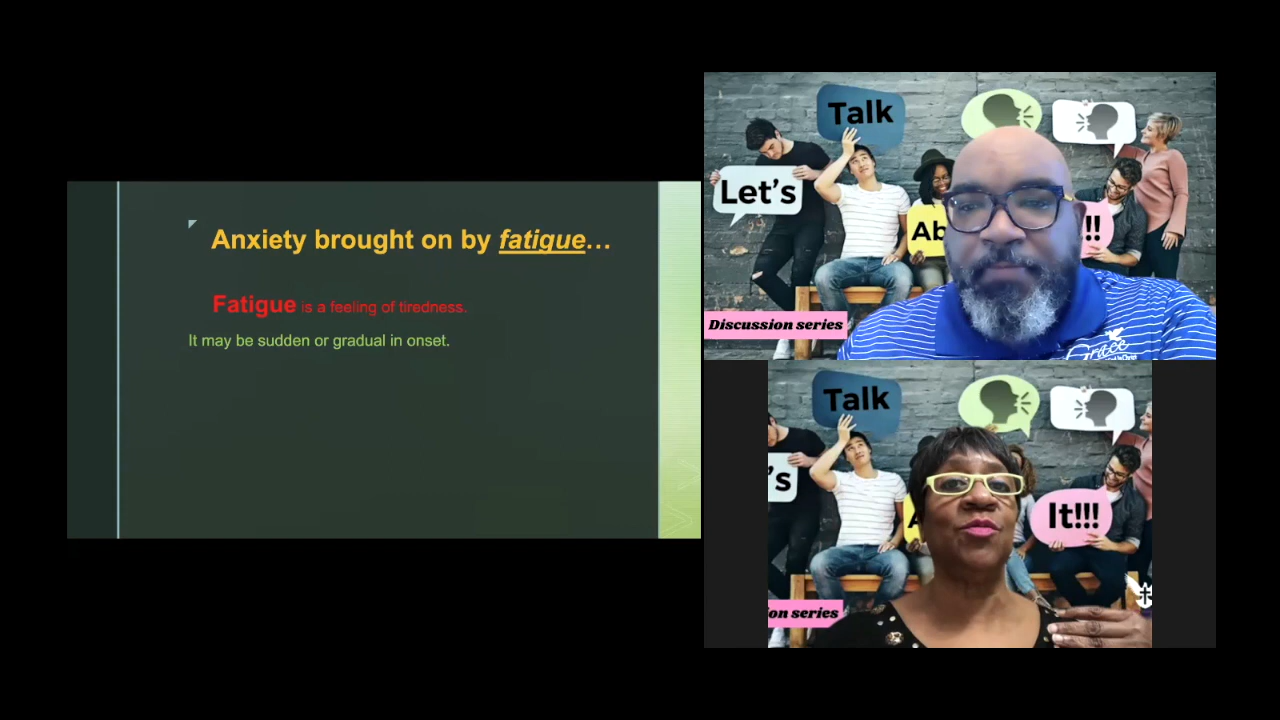 Anxiety brought on by fatigue...
Fatigue is a feeling of tiredness.
It may be sudden or gradual in onset.
Talk
Let's
Ab
!!
Discussion series
Grace
Talk
's
A
It!!!
on series